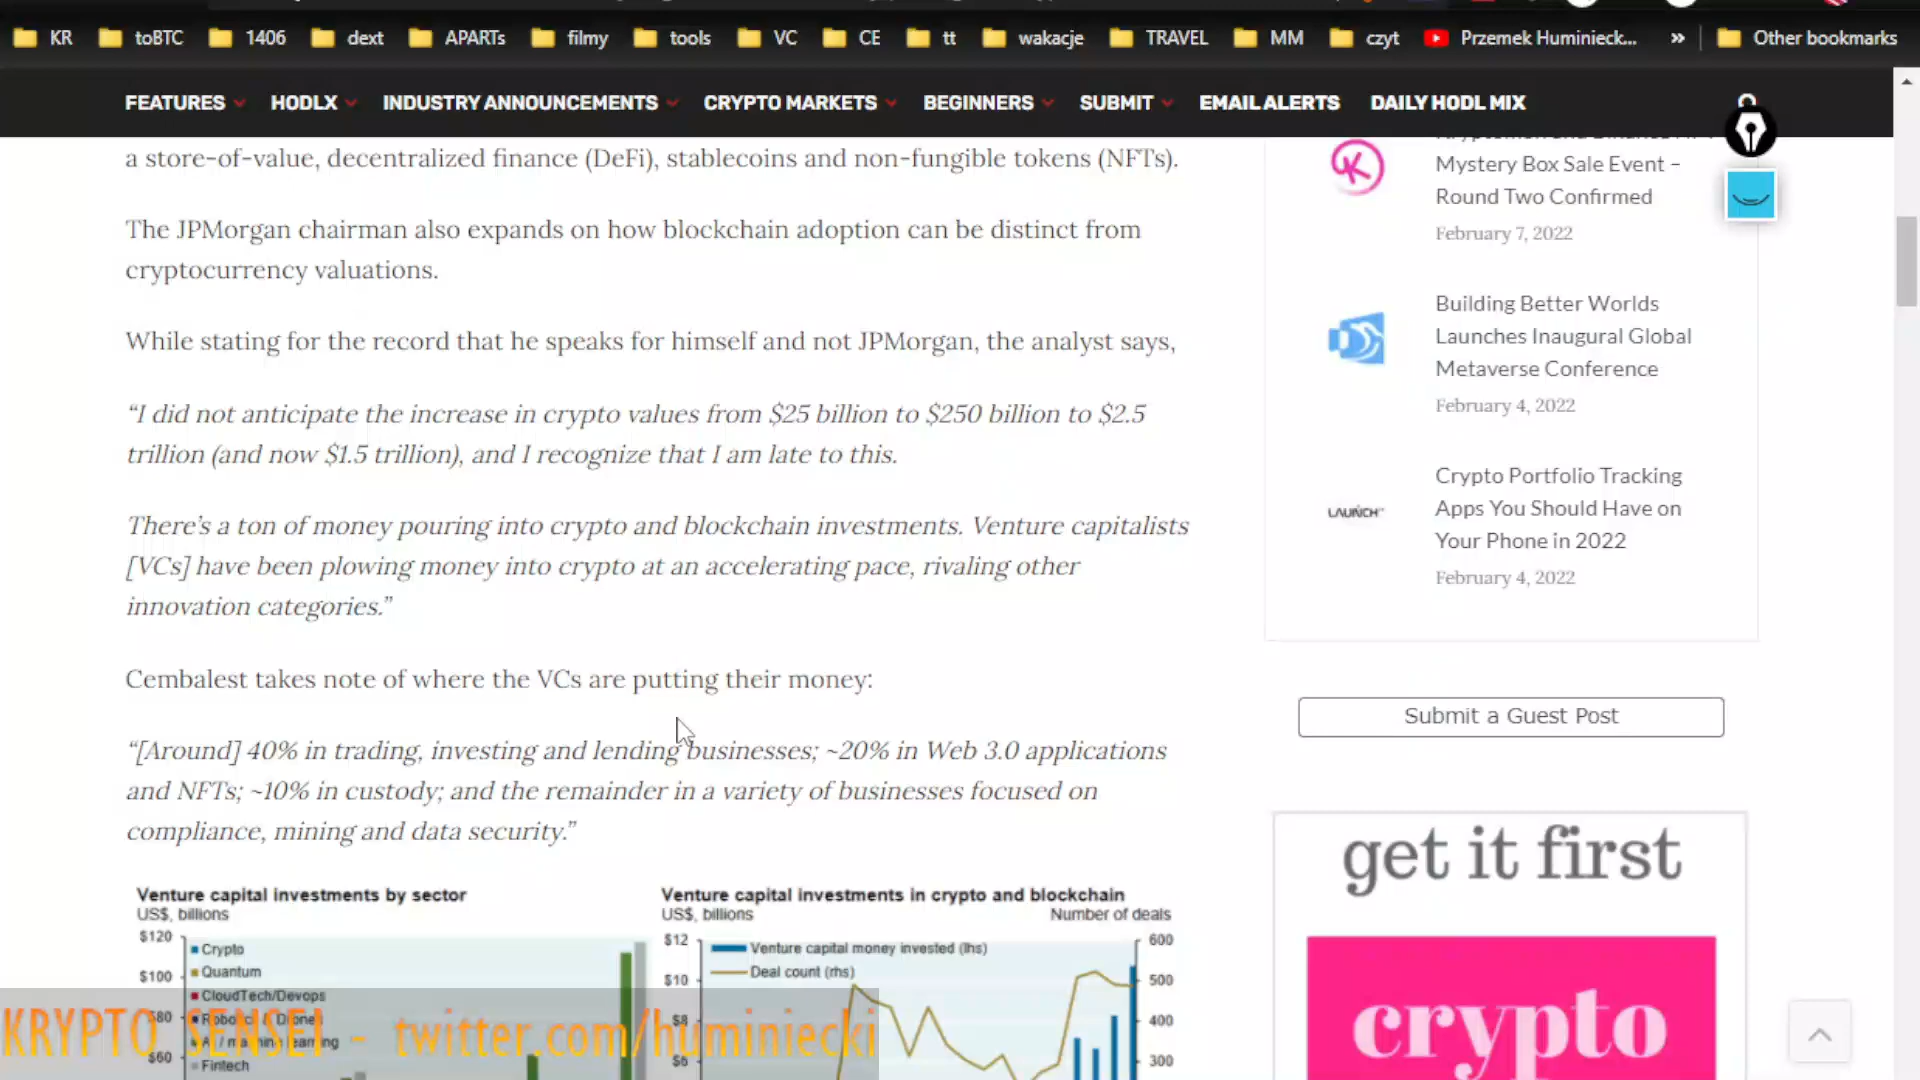 KR toBTC 1406 dext APARTs filmy tools VC CE tt wakacje TRAVEL MM czyt Przemek Huminieck... » Other bookmarks
FEATURES HODLX INDUSTRY ANNOUNCEMENTS CRYPTO MARKETS BEGINNERS SUBMIT EMAIL ALERTS DAILY HODL MIX
a store-of-value, decentralized finance (DeFi), stablecoins and non-fungible tokens (NFTs).
The JPMorgan chairman also expands on how blockchain adoption can be distinct from
cryptocurrency valuations.
While stating for the record that he speaks for himself and not JPMorgan, the analyst says,
“I did not anticipate the increase in crypto values from $25 billion to $250 billion to $2.5
trillion (and now $1.5 trillion), and I recognize that I am late to this.
There’s a ton of money pouring into crypto and blockchain investments. Venture capitalists
[VCs] have been plowing money into crypto at an accelerating pace, rivaling other
innovation categories.”
Cembalest takes note of where the VCs are putting their money:
“[Around] 40% in trading, investing and lending businesses; ~20% in Web 3.0 applications
and NFTs; ~10% in custody; and the remainder in a variety of businesses focused on
compliance, mining and data security.”
Venture capital investments by sector
US$, billions
$120
$100
$80
$60
Crypto
Quantum
CloudTech/Devops
Robotics & Drones
AI / machine learning
Fintech
Venture capital investments in crypto and blockchain
US$, billions
Number of deals
$12
$10
$8
$6
Venture capital money invested (lhs)
Deal count (rhs)
600
500
400
300
KRYPTO SENSEI - twitter.com/huminiecki
Mystery Box Sale Event –
Round Two Confirmed
February 7, 2022
Building Better Worlds
Launches Inaugural Global
Metaverse Conference
February 4, 2022
LAUNCH
Crypto Portfolio Tracking
Apps You Should Have on
Your Phone in 2022
February 4, 2022
Submit a Guest Post
get it first
crypto